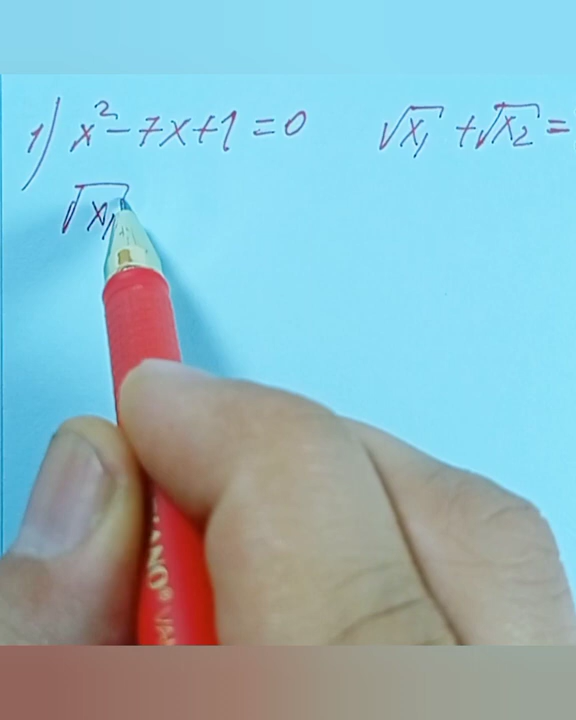 1) x² - 7x + 1 = 0 √x₁ + √x₂ =
√x₁